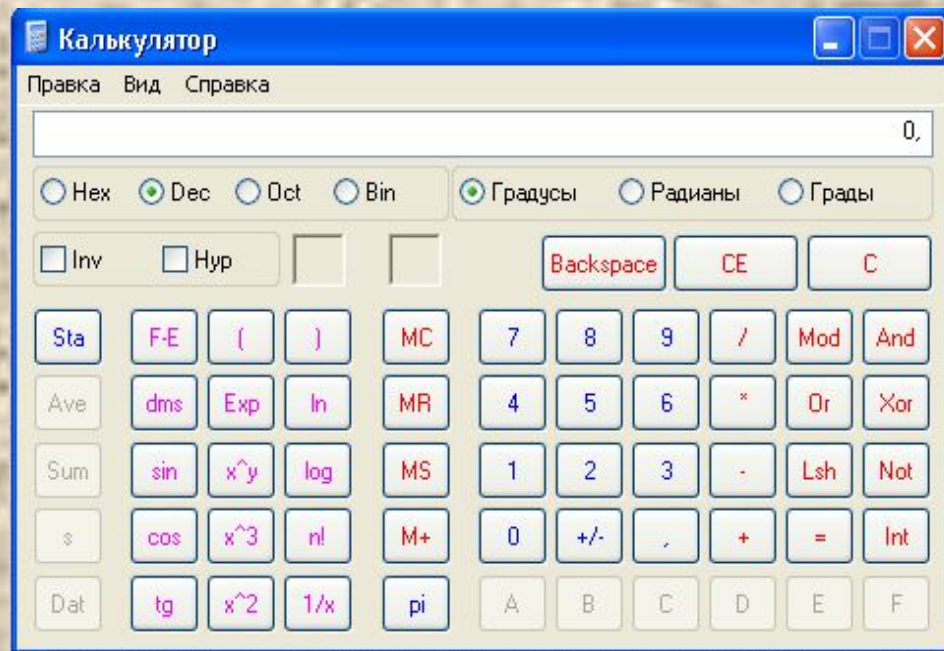 Калькулятор
Правка Вид Справка
0,
Hex Dec Oct Bin Градусы Радианы Грады
Inv Hyp Backspace CE C
Sta F-E ( ) MC 7 8 9 / Mod And
Ave dms Exp ln MR 4 5 6 * Or Xor
Sum sin x^y log MS 1 2 3 - Lsh Not
s cos x^3 n! M+ 0 +/- , + = Int
Dat tg x^2 1/x pi A B C D E F